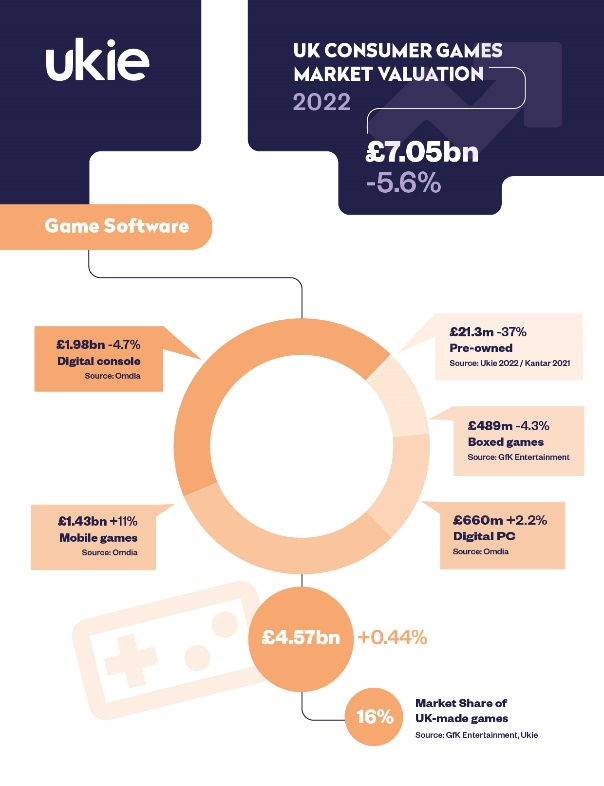 ukie
UK CONSUMER GAMES
MARKET VALUATION
2022
£7.05bn
-5.6%
Game Software
£1.98bn -4.7%
Digital console
Source: Omdia
£21.3m -37%
Pre-owned
Source: Ukie 2022 / Kantar 2021
£489m -4.3%
Boxed games
Source: GfK Entertainment
£1.43bn +11%
Mobile games
Source: Omdia
£660m +2.2%
Digital PC
Source: Omdia
£4.57bn +0.44%
16%
Market Share of
UK-made games
Source: GfK Entertainment, Ukie